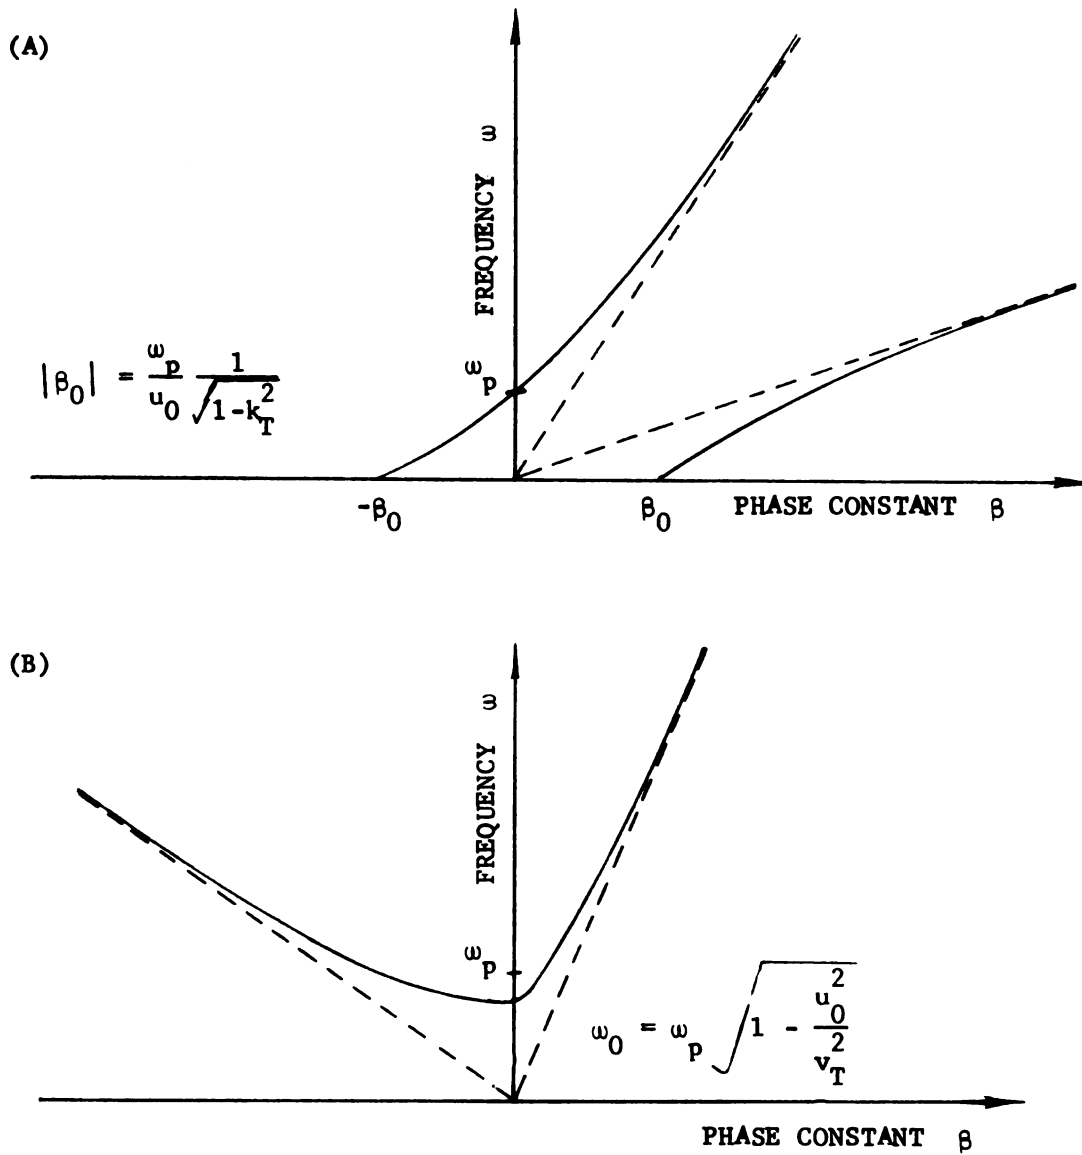 (A)
FREQUENCY ω
ω_p
|β_0| = ω_p/u_0 1/√(1-k_T^2)
-β_0
β_0
PHASE CONSTANT β
(B)
FREQUENCY ω
ω_p
ω_0 = ω_p √(1 - u_0^2/v_T^2)
PHASE CONSTANT β